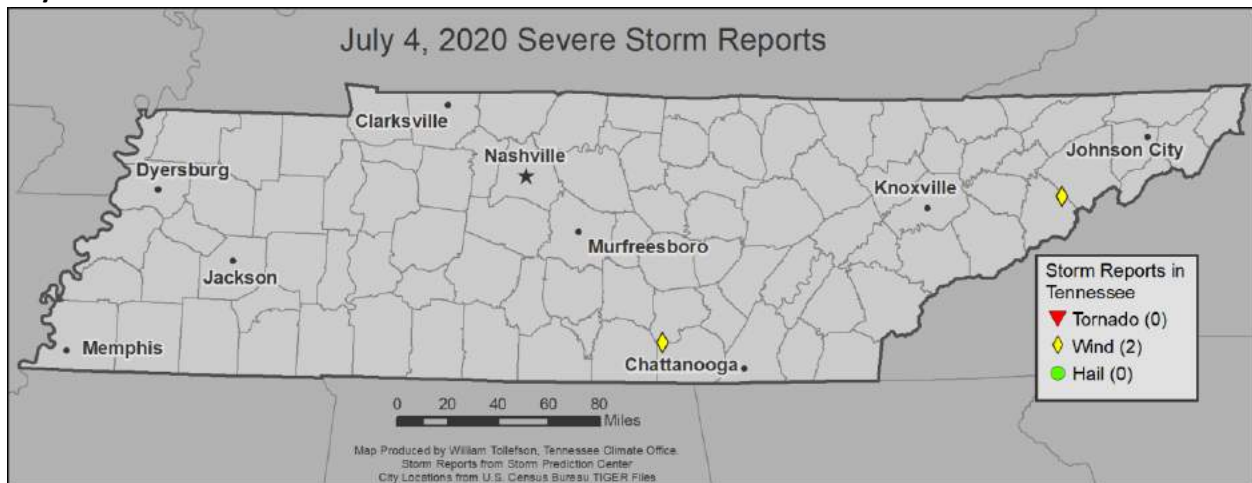 July 4, 2020 Severe Storm Reports
Clarksville
Nashville
Dyersburg
Johnson City
Knoxville
Murfreesboro
Jackson
Memphis
Chattanooga
Storm Reports in
Tennessee
Tornado (0)
Wind (2)
Hail (0)
0 20 40 60 80
Miles
Map Produced by William Tollefson, Tennessee Climate Office.
Storm Reports from Storm Prediction Center
City Locations from U.S. Census Bureau TIGER Files